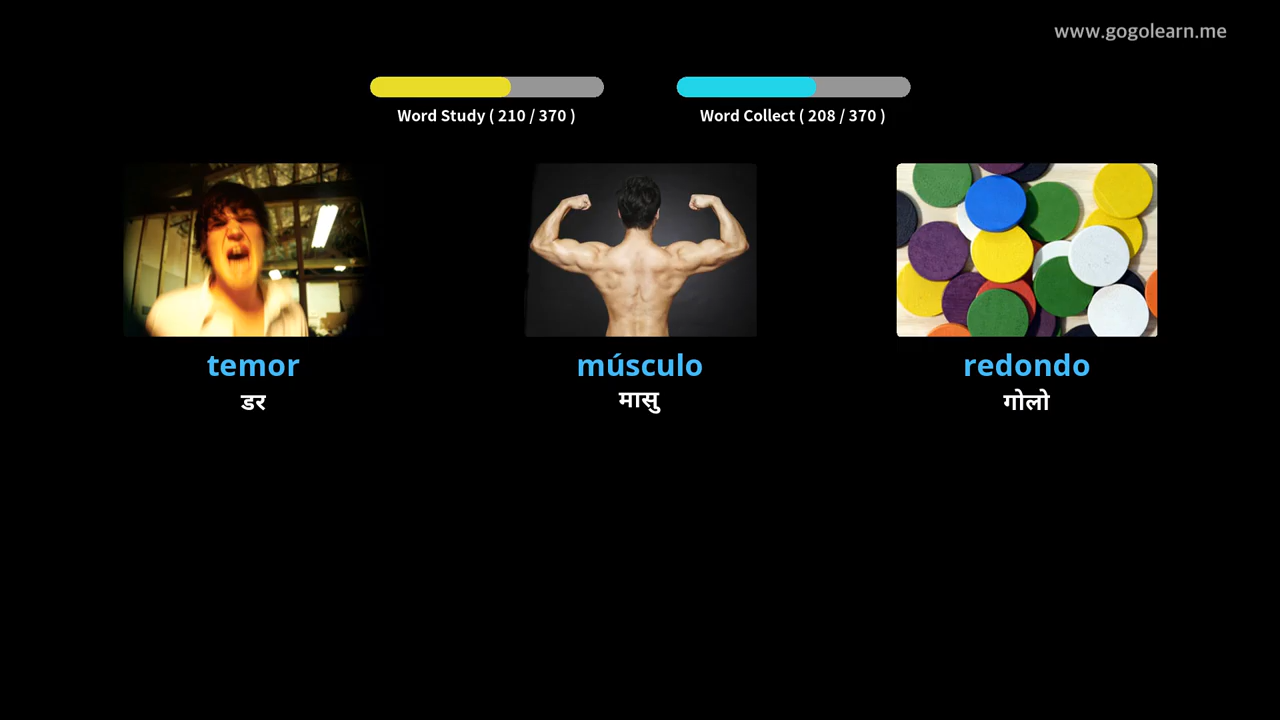 www.gogolearn.me
Word Study ( 210 / 370 )
Word Collect ( 208 / 370 )
temor
músculo
redondo
डर
मासु
गोलो